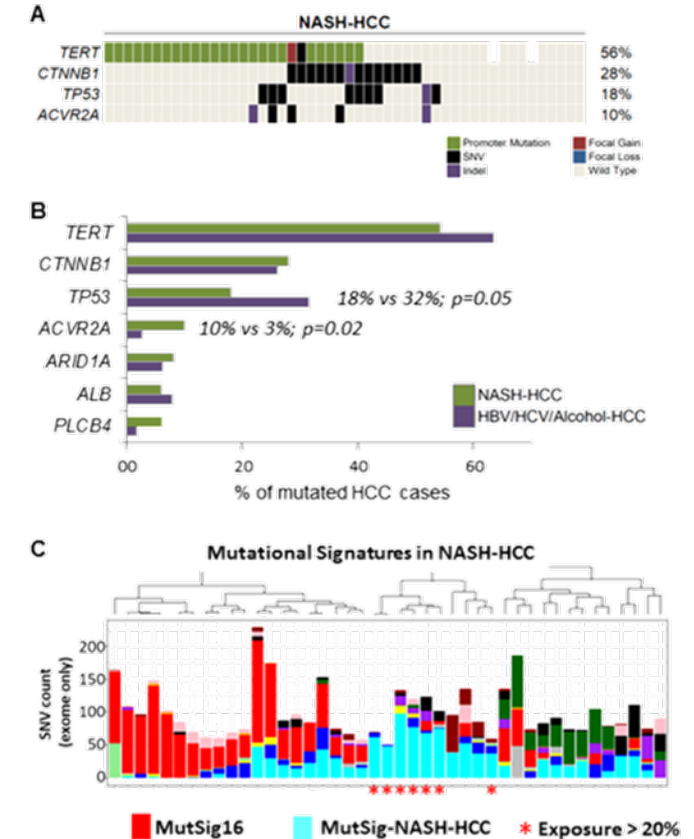 A
NASH-HCC
TERT 56%
CTNNB1 28%
TP53 18%
ACVR2A 10%
Promoter Mutation Focal Gain
SNV Focal Loss
Indel Wild Type
B
TERT
CTNNB1
TP53 18% vs 32%; p=0.05
ACVR2A 10% vs 3%; p=0.02
ARID1A
ALB NASH-HCC
PLCB4 HBV/HCV/Alcohol-HCC
00 20 40 60
% of mutated HCC cases
C
Mutational Signatures in NASH-HCC
SNV count
(exome only)
200
150
100
50
0
* * * * * * *
MutSig16 MutSig-NASH-HCC * Exposure > 20%